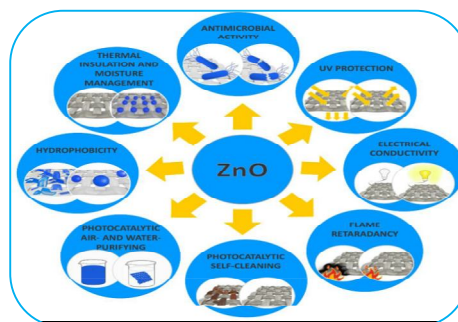 ANTIMICROBIAL
ACTIVITY
THERMAL
INSULATION AND
MOISTURE
MANAGEMENT
UV PROTECTION
HYDROPHOBICITY
ZnO
ELECTRICAL
CONDUCTIVITY
PHOTOCATALYTIC
AIR- AND WATER-
PURIFYING
PHOTOCATALYTIC
SELF-CLEANING
FLAME
RETARADANCY